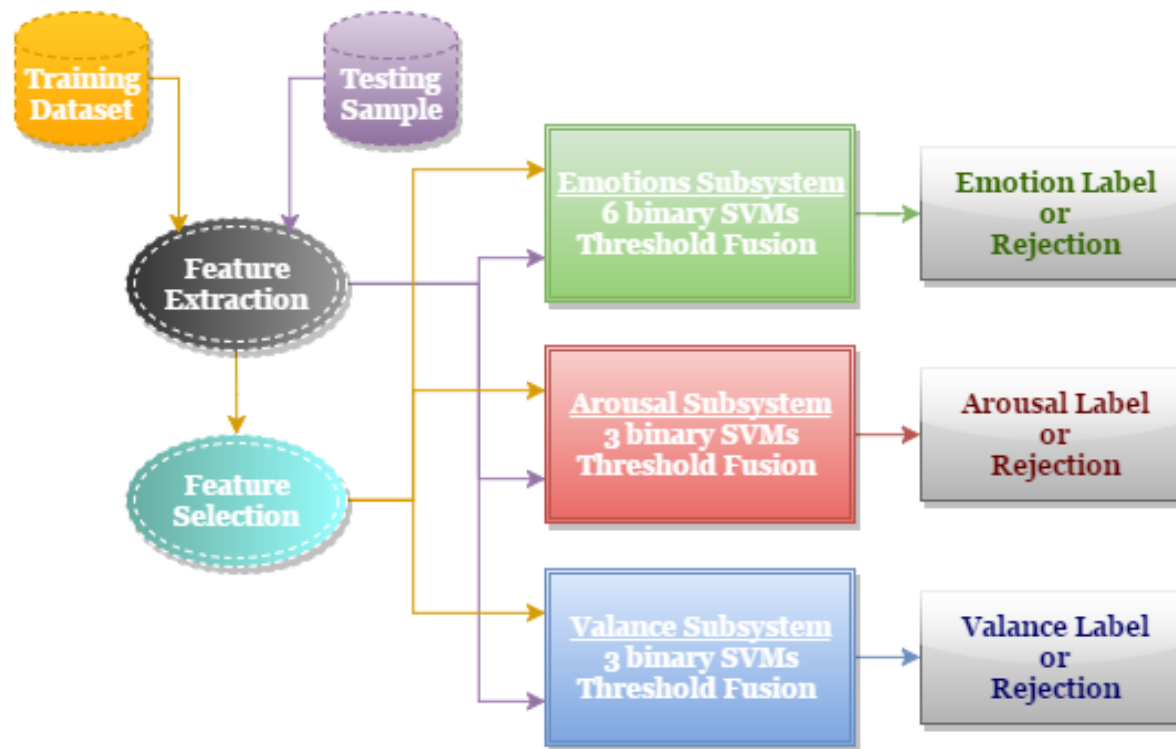 Training
Dataset
Testing
Sample
Feature
Extraction
Feature
Selection
Emotions Subsystem
6 binary SVMs
Threshold Fusion
Emotion Label
or
Rejection
Arousal Subsystem
3 binary SVMs
Threshold Fusion
Arousal Label
or
Rejection
Valance Subsystem
3 binary SVMs
Threshold Fusion
Valance Label
or
Rejection